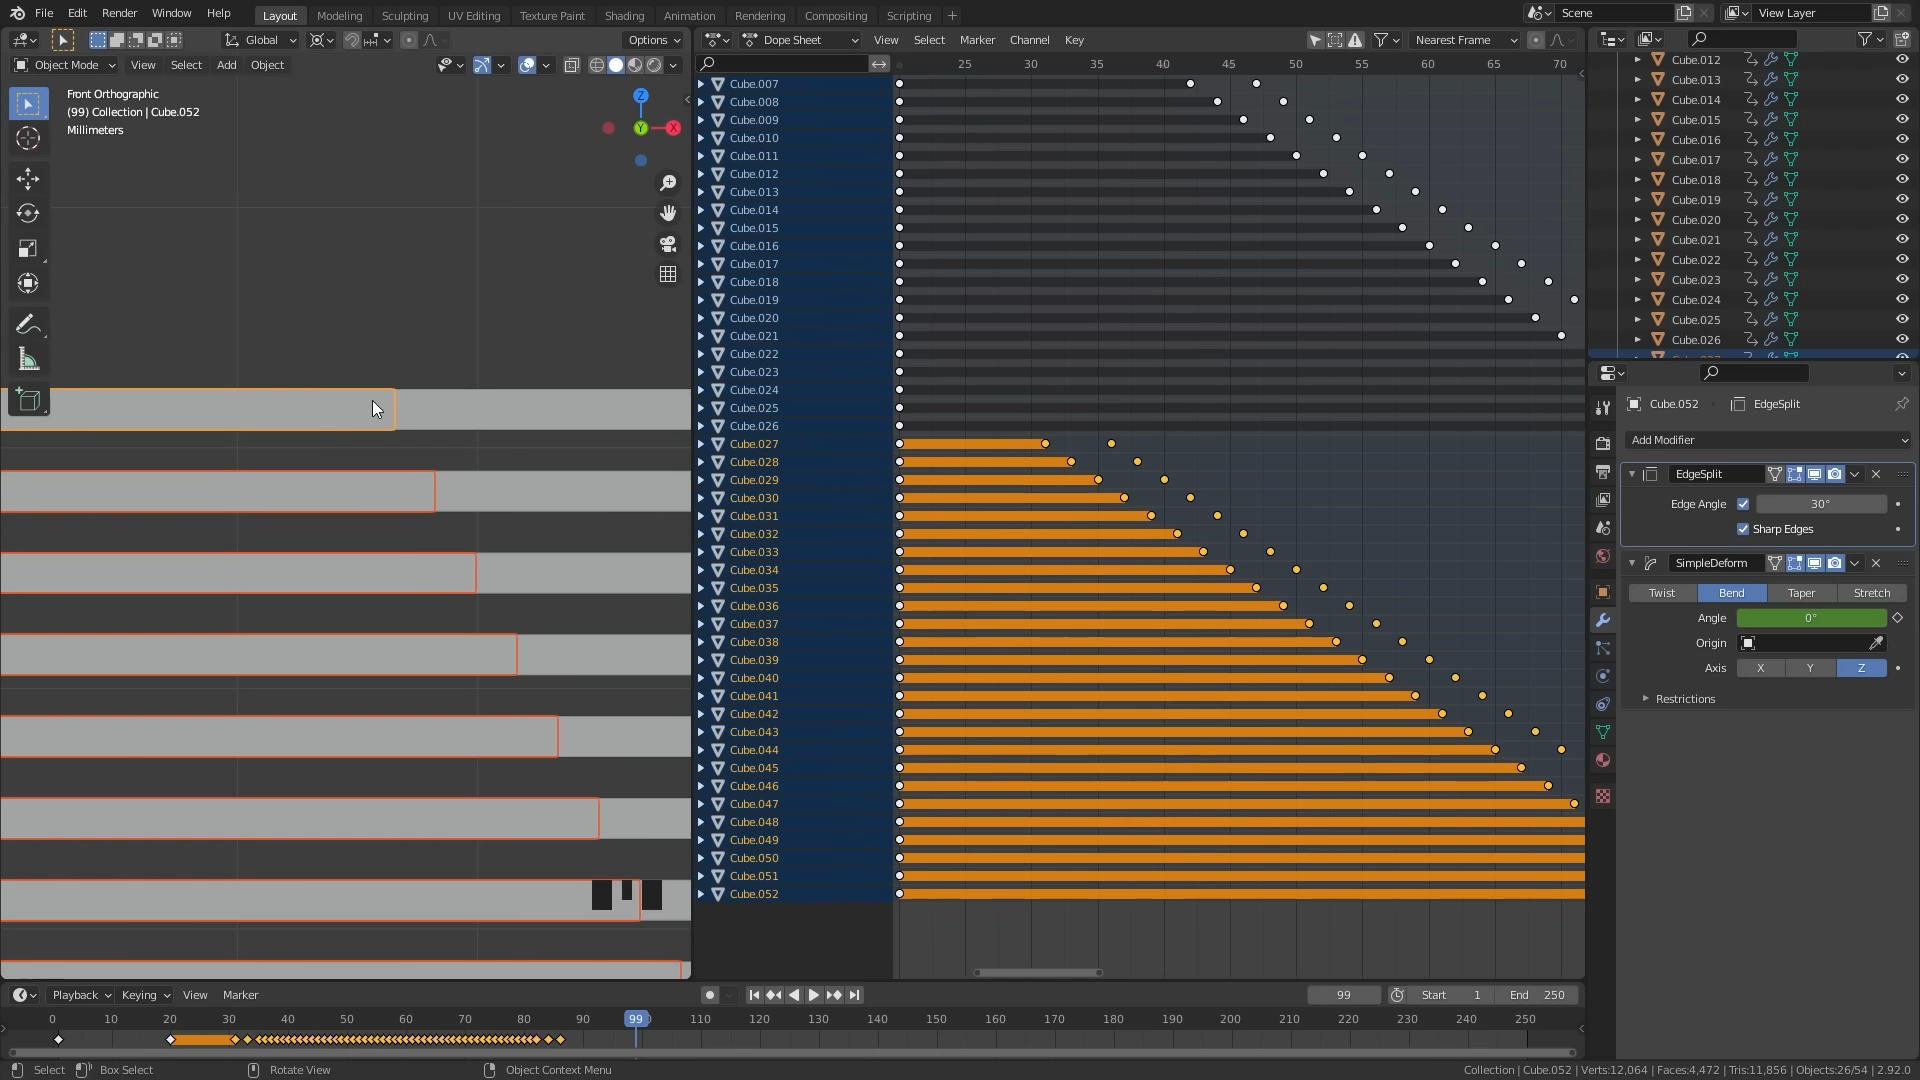 File Edit Render Window Help
Layout Modeling Sculpting UV Editing Texture Paint Shading Animation Rendering Compositing Scripting +
Scene
View Layer
Global
Options
Dope Sheet
View Select Marker Channel Key
Nearest Frame
Object Mode View Select Add Object
25 30 35 40 45 50 55 60 65 70
Front Orthographic
(99) Collection | Cube.052
Millimeters
Z
Y
X
Cube.007
Cube.008
Cube.009
Cube.010
Cube.011
Cube.012
Cube.013
Cube.014
Cube.015
Cube.016
Cube.017
Cube.018
Cube.019
Cube.020
Cube.021
Cube.022
Cube.023
Cube.024
Cube.025
Cube.026
Cube.027
Cube.028
Cube.029
Cube.030
Cube.031
Cube.032
Cube.033
Cube.034
Cube.035
Cube.036
Cube.037
Cube.038
Cube.039
Cube.040
Cube.041
Cube.042
Cube.043
Cube.044
Cube.045
Cube.046
Cube.047
Cube.048
Cube.049
Cube.050
Cube.051
Cube.052
Cube.012
Cube.013
Cube.014
Cube.015
Cube.016
Cube.017
Cube.018
Cube.019
Cube.020
Cube.021
Cube.022
Cube.023
Cube.024
Cube.025
Cube.026
Cube.052 EdgeSplit
Add Modifier
EdgeSplit
Edge Angle 30°
Sharp Edges
SimpleDeform
Twist Bend Taper Stretch
Angle 0°
Origin
Axis X Y Z
Restrictions
Playback Keying View Marker
99
Start 1
End 250
0 10 20 30 40 50 60 70 80 90 99 110 120 130 140 150 160 170 180 190 200 210 220 230 240 250
Select Box Select Rotate View Object Context Menu
Collection | Cube.052 | Verts:12,064 | Faces:4,472 | Tris:11,856 | Objects:26/54 | 2.92.0